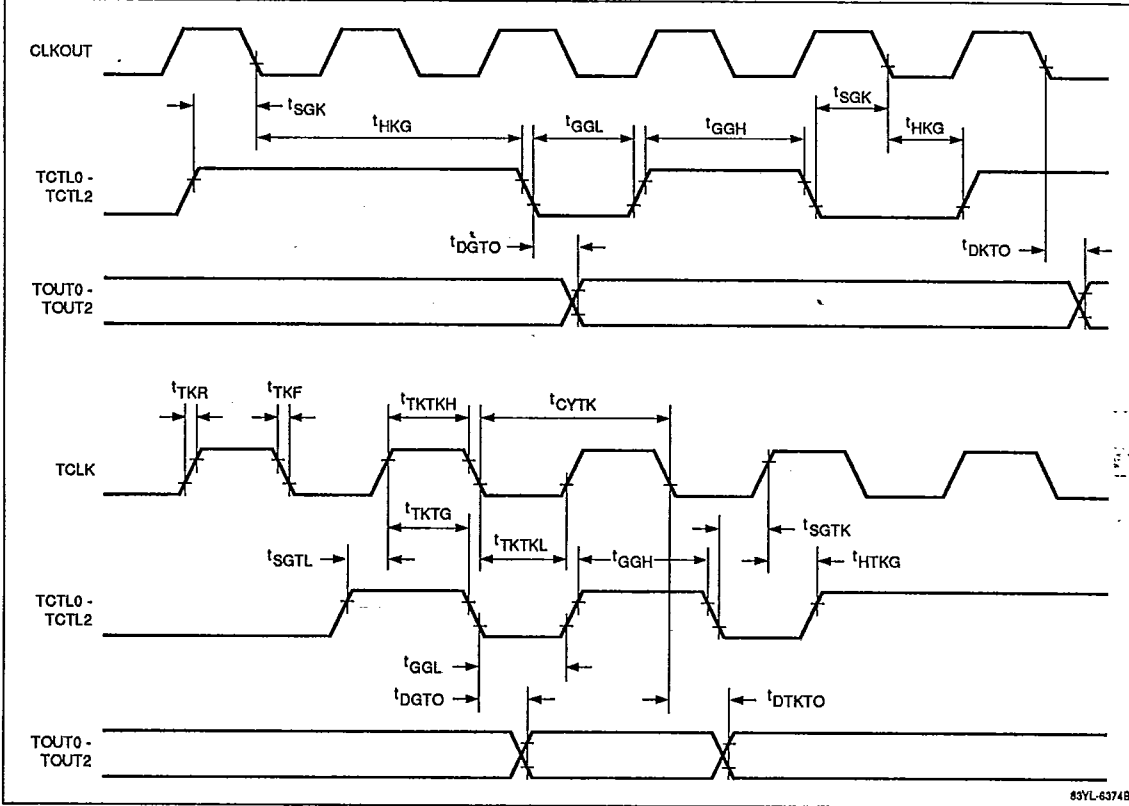 CLKOUT
tSGK
tHKG
tGGL
tGGH
tSGK
tHKG
TCTL0 -
TCTL2
tDGTO
tDKTO
TOUT0 -
TOUT2
tTKR
tTKF
tTKTKH
tCYTK
TCLK
tTKTG
tSGTK
tSGTL
tTKTKL
tGGH
tHTKG
TCTL0 -
TCTL2
tGGL
tDGTO
tDTKTO
TOUT0 -
TOUT2
83YL-6374B